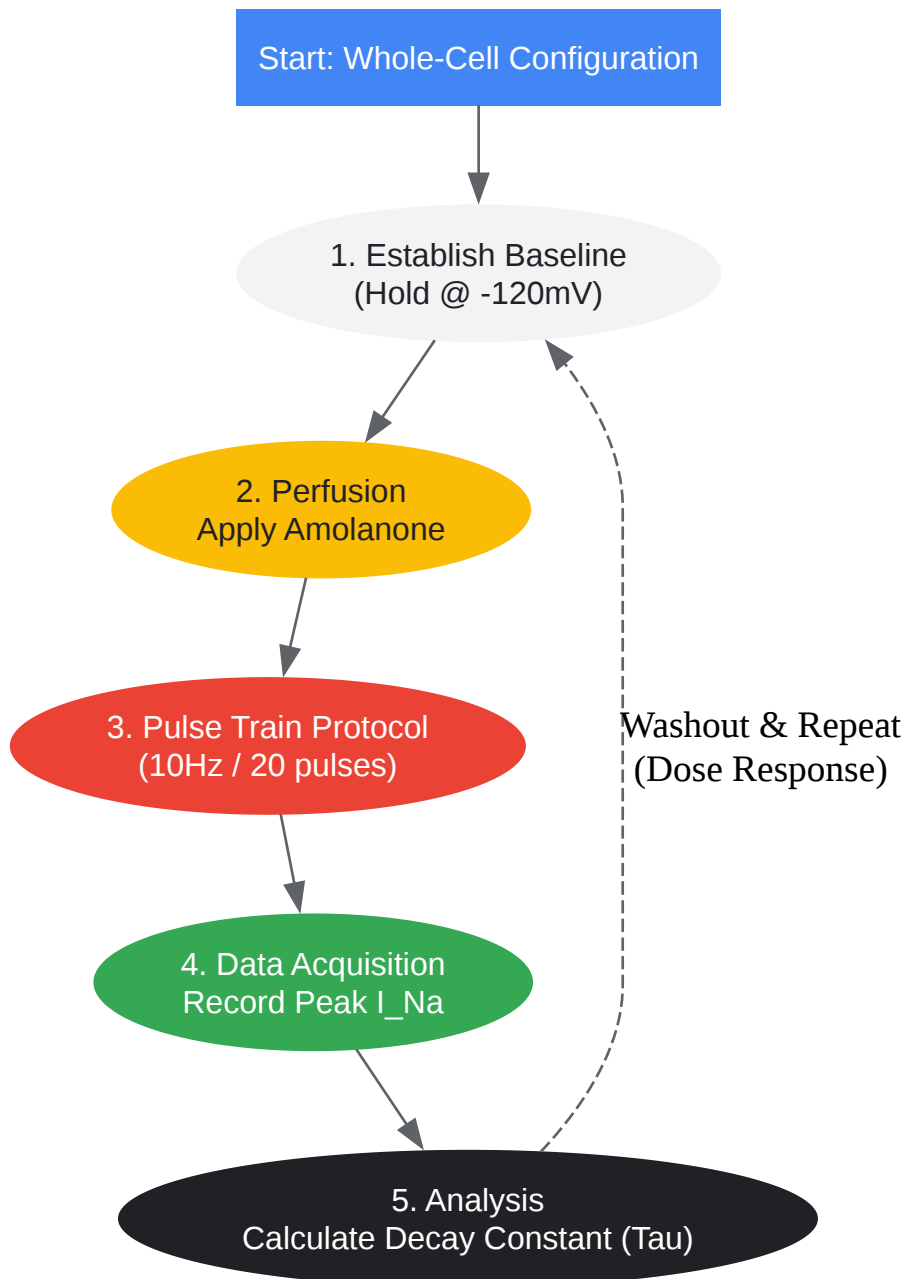 Start: Whole-Cell Configuration
1. Establish Baseline
(Hold @ -120mV)
2. Perfusion
Apply Amolanone
3. Pulse Train Protocol
(10Hz / 20 pulses)
Washout & Repeat
(Dose Response)
4. Data Acquisition
Record Peak I_Na
5. Analysis
Calculate Decay Constant (Tau)